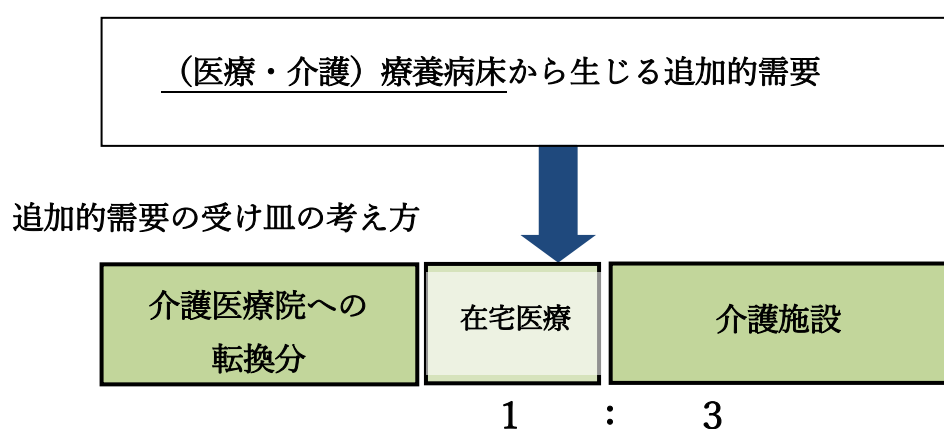 （医療・介護）療養病床から生じる追加的需要
追加的需要の受け皿の考え方
介護医療院への
転換分
在宅医療
介護施設
1 : 3